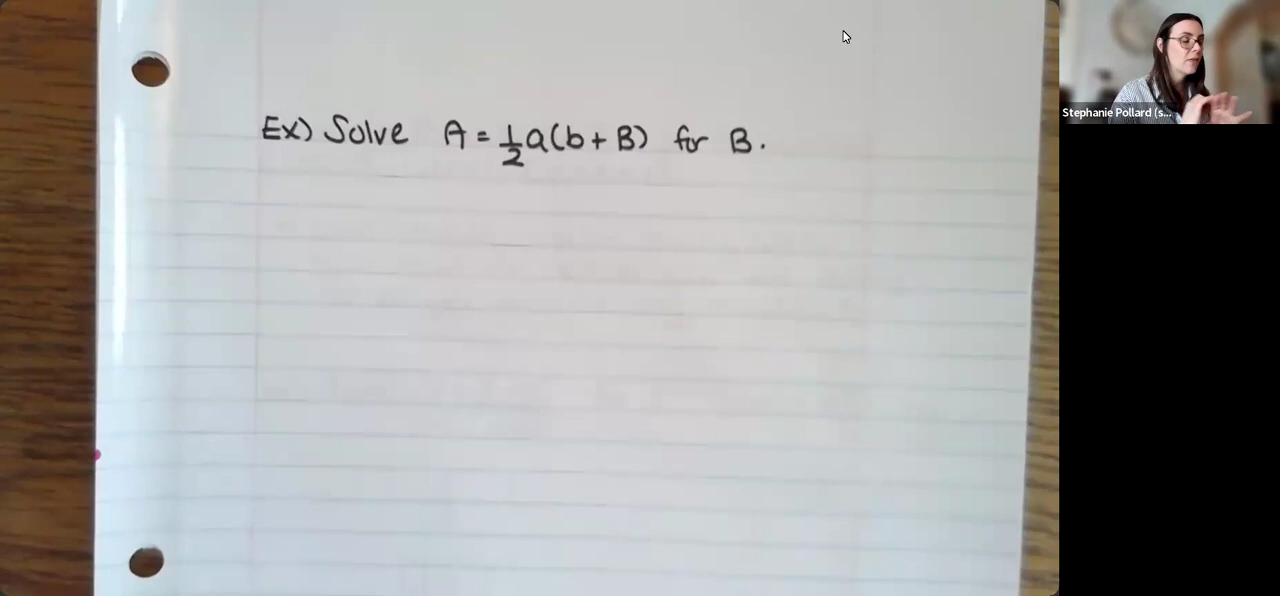 Ex) Solve A = 1/2 a(b + B) for B.
Stephanie Pollard (s...